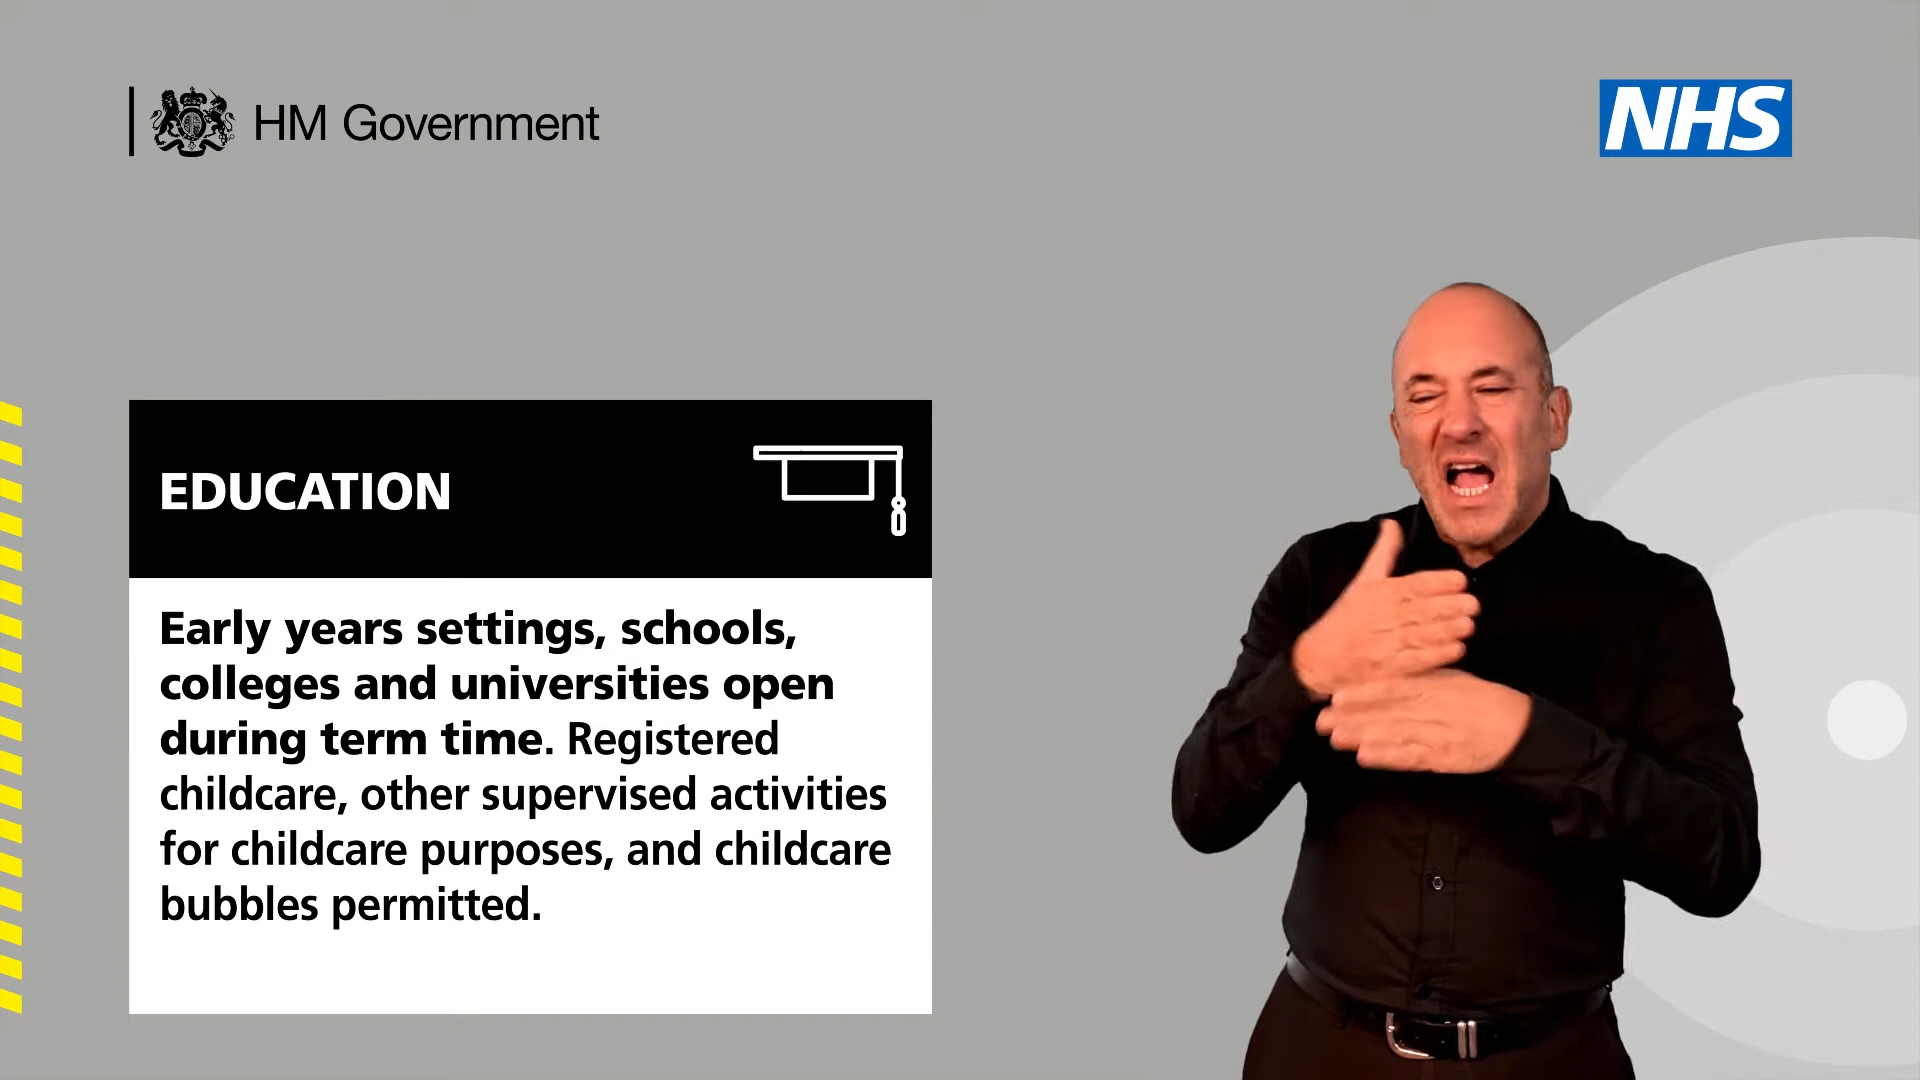 HM Government
NHS
EDUCATION
Early years settings, schools,
colleges and universities open
during term time. Registered
childcare, other supervised activities
for childcare purposes, and childcare
bubbles permitted.